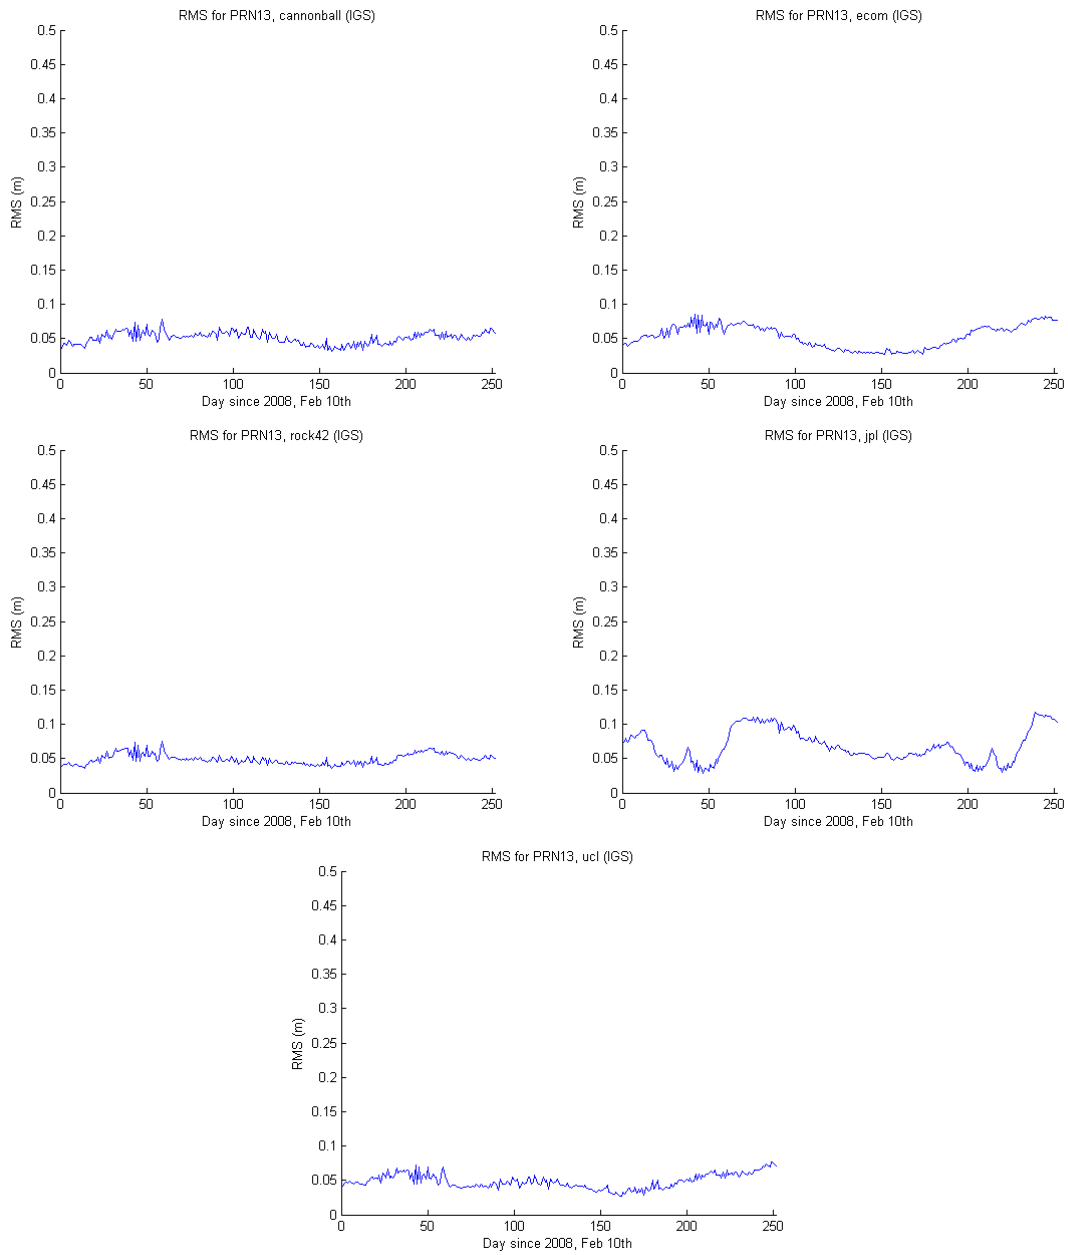 RMS for PRN13, cannonball (IGS)
0.5
0.45
0.4
0.35
0.3
0.25
0.2
0.15
0.1
0.05
0
RMS (m)
0 50 100 150 200 250
Day since 2008, Feb 10th
RMS for PRN13, ecom (IGS)
0.5
0.45
0.4
0.35
0.3
0.25
0.2
0.15
0.1
0.05
0
RMS (m)
0 50 100 150 200 250
Day since 2008, Feb 10th
RMS for PRN13, rock42 (IGS)
0.5
0.45
0.4
0.35
0.3
0.25
0.2
0.15
0.1
0.05
0
RMS (m)
0 50 100 150 200 250
Day since 2008, Feb 10th
RMS for PRN13, jpl (IGS)
0.5
0.45
0.4
0.35
0.3
0.25
0.2
0.15
0.1
0.05
0
RMS (m)
0 50 100 150 200 250
Day since 2008, Feb 10th
RMS for PRN13, ucl (IGS)
0.5
0.45
0.4
0.35
0.3
0.25
0.2
0.15
0.1
0.05
0
RMS (m)
0 50 100 150 200 250
Day since 2008, Feb 10th